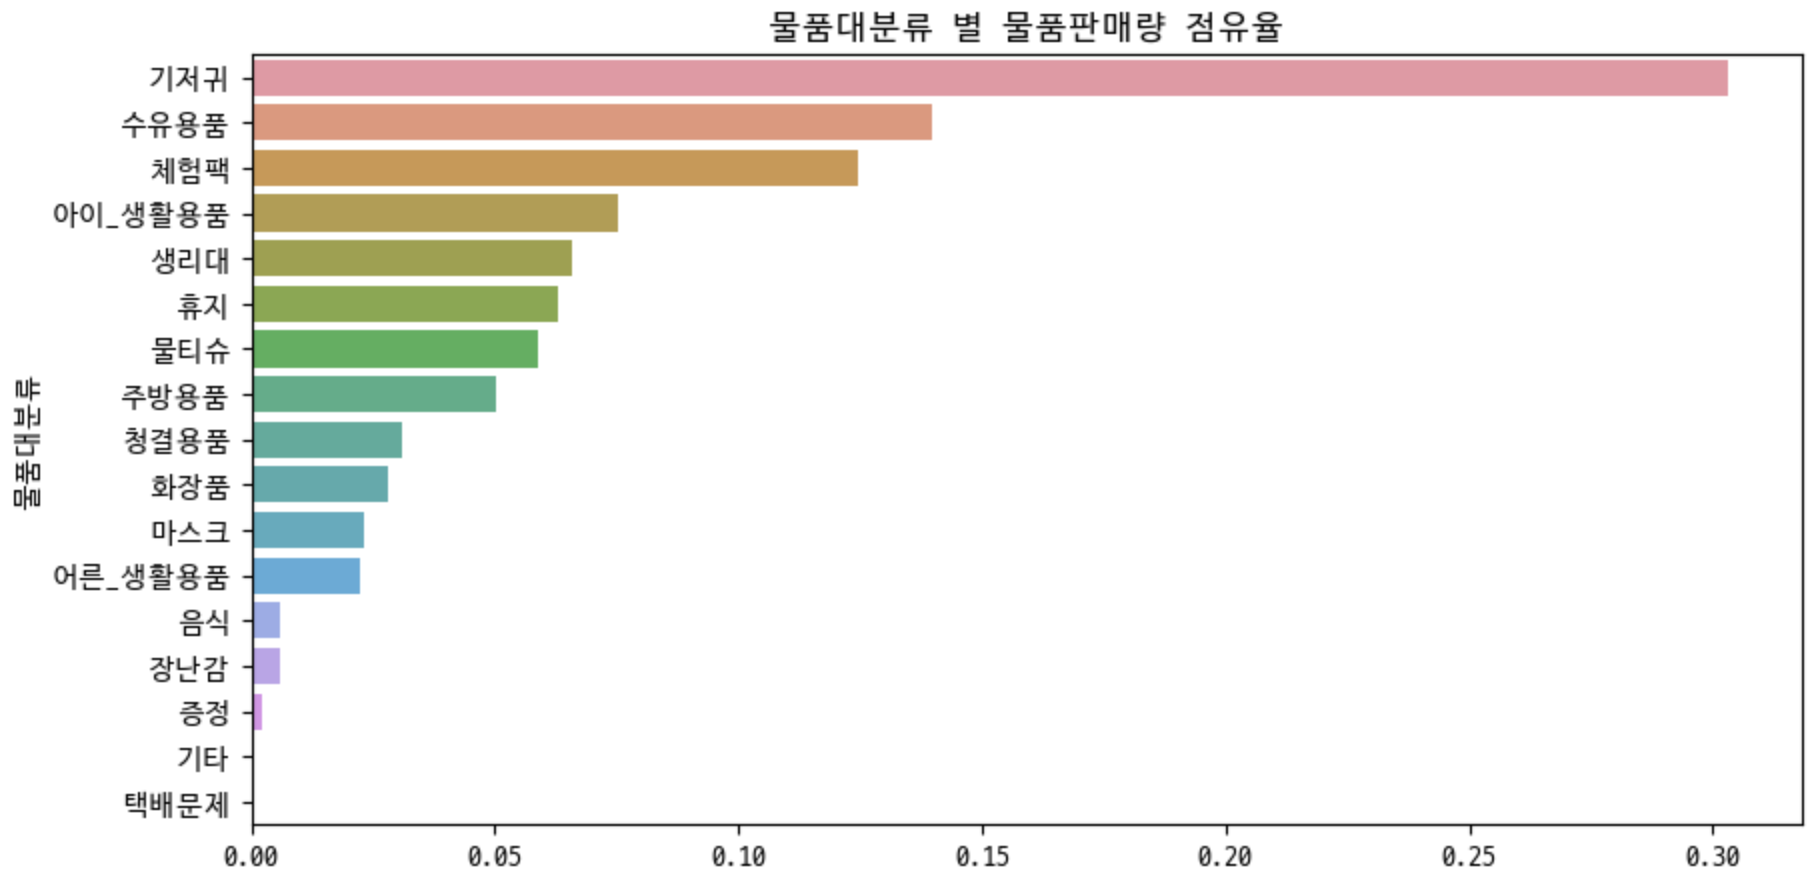 물품대분류 별 물품판매량 점유율
물품대분류
기저귀
수유용품
체험팩
아이_생활용품
생리대
휴지
물티슈
주방용품
청결용품
화장품
마스크
어른_생활용품
음식
장난감
증정
기타
택배문제
0.00 0.05 0.10 0.15 0.20 0.25 0.30